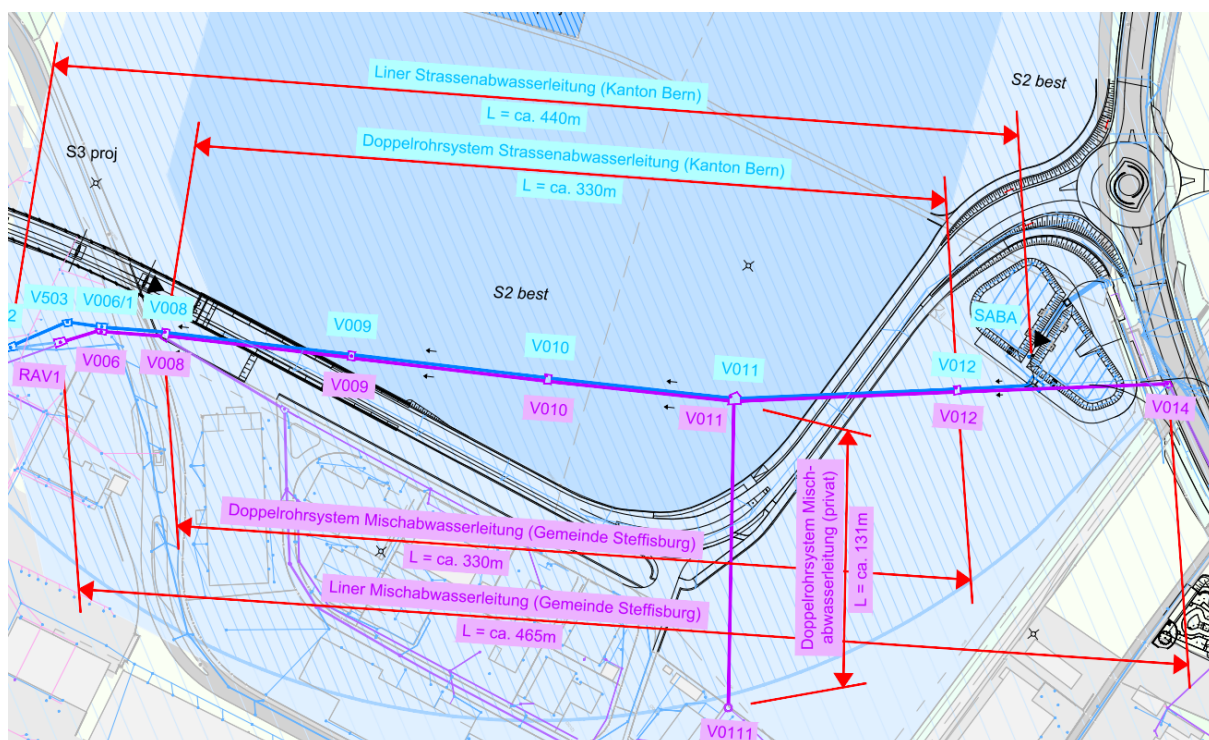 Liner Strassenabwasserleitung (Kanton Bern)
L = ca. 440m
S2 best
Doppelrohrsystem Strassenabwasserleitung (Kanton Bern)
L = ca. 330m
S3 proj
S2 best
2
V503
V006/1
V008
V009
V010
V011
V012
SABA
RAV1
V006
V008
V009
V010
V011
V012
V014
Doppelrohrsystem Misch-
abwasserleitung (privat)
L = ca. 131m
Doppelrohrsystem Mischabwasserleitung (Gemeinde Steffisburg)
L = ca. 330m
Liner Mischabwasserleitung (Gemeinde Steffisburg)
L = ca. 465m
V0111